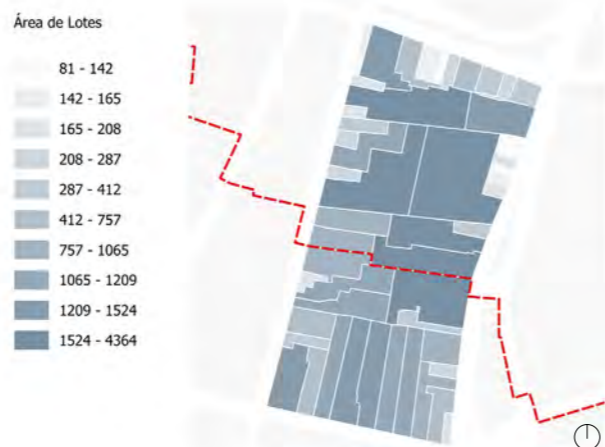 Área de Lotes
81 - 142
142 - 165
165 - 208
208 - 287
287 - 412
412 - 757
757 - 1065
1065 - 1209
1209 - 1524
1524 - 4364